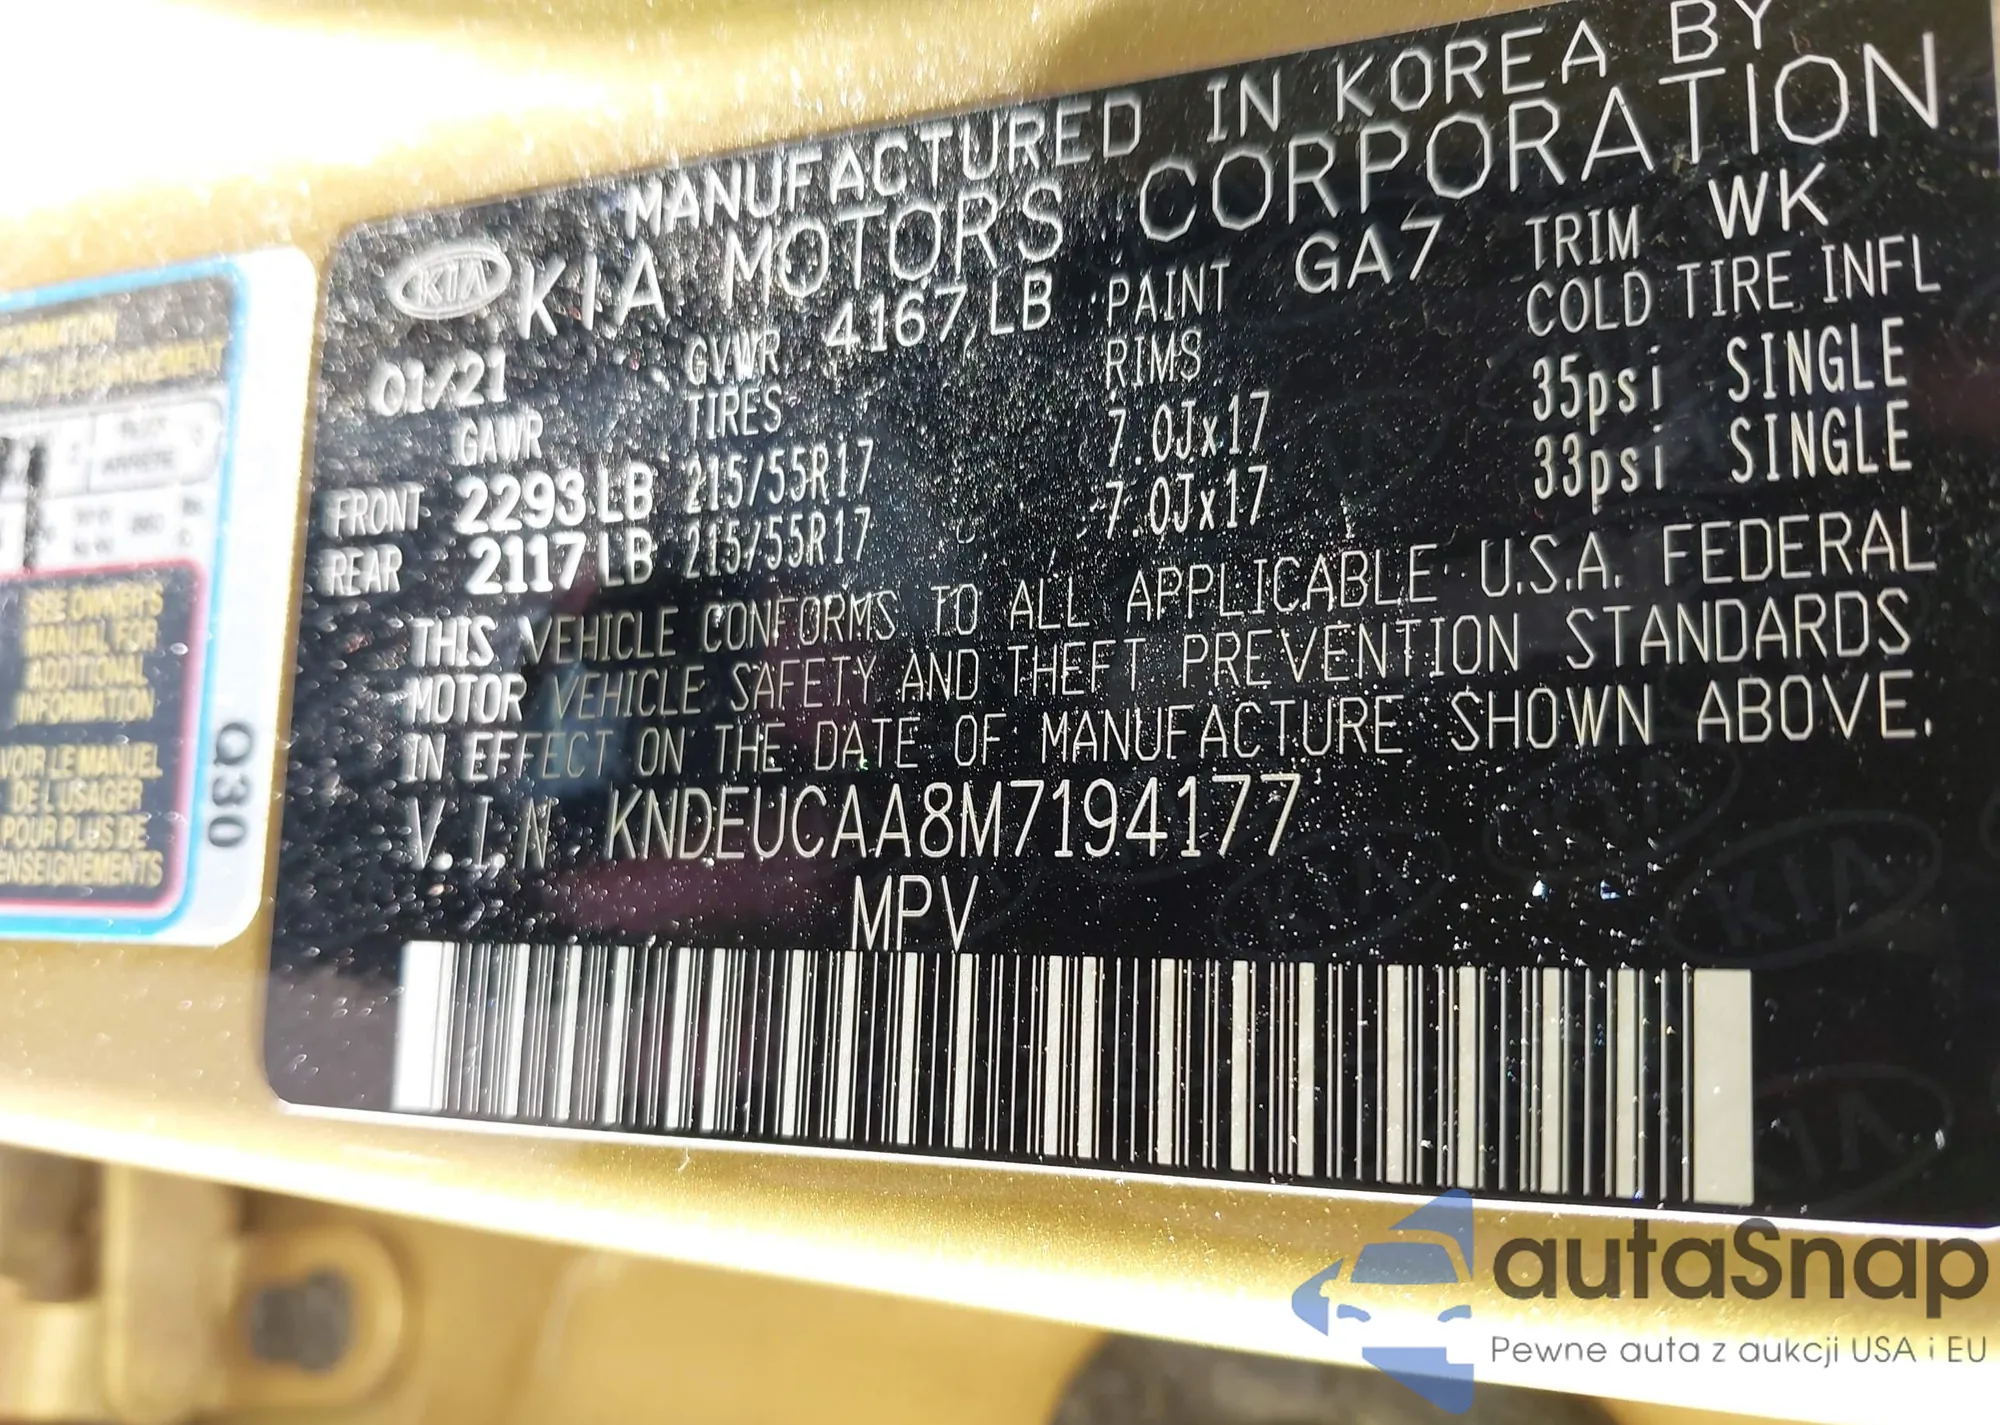 MANUFACTURED IN KOREA BY
KIA KIA MOTORS CORPORATION
01/21 GVWR 4167 LB PAINT GA7 TRIM WK
GAWR TIRES RIMS COLD TIRE INFL
FRONT 2293 LB 215/55R17 7.0Jx17 35psi SINGLE
REAR 2117 LB 215/55R17 7.0Jx17 33psi SINGLE
THIS VEHICLE CONFORMS TO ALL APPLICABLE U.S.A. FEDERAL
MOTOR VEHICLE SAFETY AND THEFT PREVENTION STANDARDS
IN EFFECT ON THE DATE OF MANUFACTURE SHOWN ABOVE.
V.I.N. KNDEUCAA8M7194177
MPV
SEE OWNER'S
MANUAL FOR
ADDITIONAL
INFORMATION
VOIR LE MANUEL
DE L'USAGER
POUR PLUS DE
Q30
autaSnap
Pewne auta z aukcji USA i EU